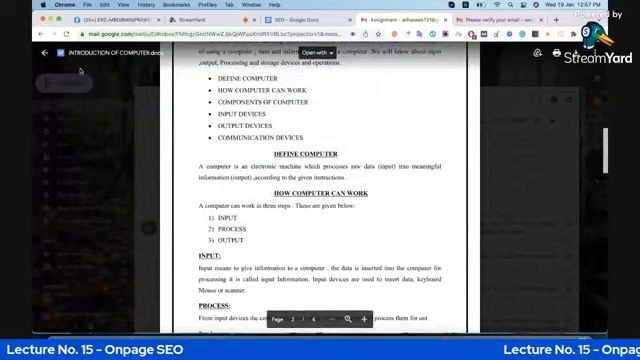 Chrome File Edit View History Bookmarks Profiles Tab Window Help
Wed 19 Jan 12:57 PM
StreamYard
SEO - Google Docs
Assignment – alihaseeb721@
Please verify your email - se
Powered by
StreamYard
INTRODUCTION OF COMPUTER.docx
Open with
of using a computer, data and
a computer .We will know about input
,output, Processing and storage devices and operations.
• DEFINE COMPUTER
• HOW COMPUTER CAN WORK
• COMPONENTS OF COMPUTER
• INPUT DEVICES
• OUTPUT DEVICES
• COMMUNICATION DEVICES
DEFINE COMPUTER
A computer is an electronic machine which processes raw data (input) into meaningful
information (output) ,according to the given instructions .
HOW COMPUTER CAN WORK
A computer can work in three steps . These are given below:
1) INPUT
2) PROCESS
3) OUTPUT
INPUT:
Input means to give information to a computer , the data is inserted into the computer for
processing it is called input Information. Input devices are used to insert data, keyboard
Mouse or scanner.
PROCESS:
From input devices the
process them for out
Page 2 / 4
Lecture No. 15 – Onpage SEO
Lecture No. 15 – Onpa